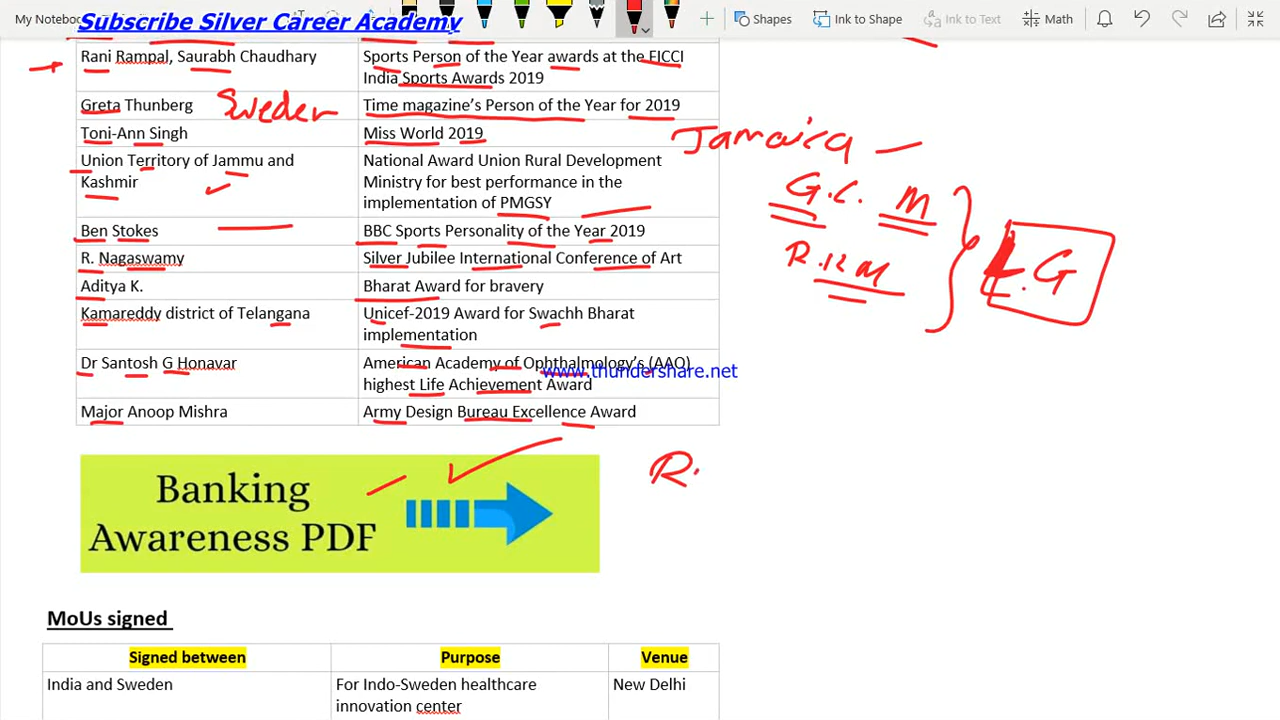 My Notebook
Subscribe Silver Career Academy
Shapes
Ink to Shape
Ink to Text
Math
Rani Rampal, Saurabh Chaudhary
Sports Person of the Year awards at the FICCI
India Sports Awards 2019
Greta Thunberg
Sweden
Time magazine's Person of the Year for 2019
Toni-Ann Singh
Miss World 2019
Jamaica
Union Territory of Jammu and
Kashmir
National Award Union Rural Development
Ministry for best performance in the
implementation of PMGSY
G.C. M
Ben Stokes
BBC Sports Personality of the Year 2019
R. Nagaswamy
Silver Jubilee International Conference of Art
R.K M
L.G
Aditya K.
Bharat Award for bravery
Kamareddy district of Telangana
Unicef-2019 Award for Swachh Bharat
implementation
Dr Santosh G Honavar
American Academy of Ophthalmology's (AAO)
highest Life Achievement Award
www.thundershare.net
Major Anoop Mishra
Army Design Bureau Excellence Award
R.
Banking
Awareness PDF
MoUs signed
Signed between
Purpose
Venue
India and Sweden
For Indo-Sweden healthcare
innovation center
New Delhi